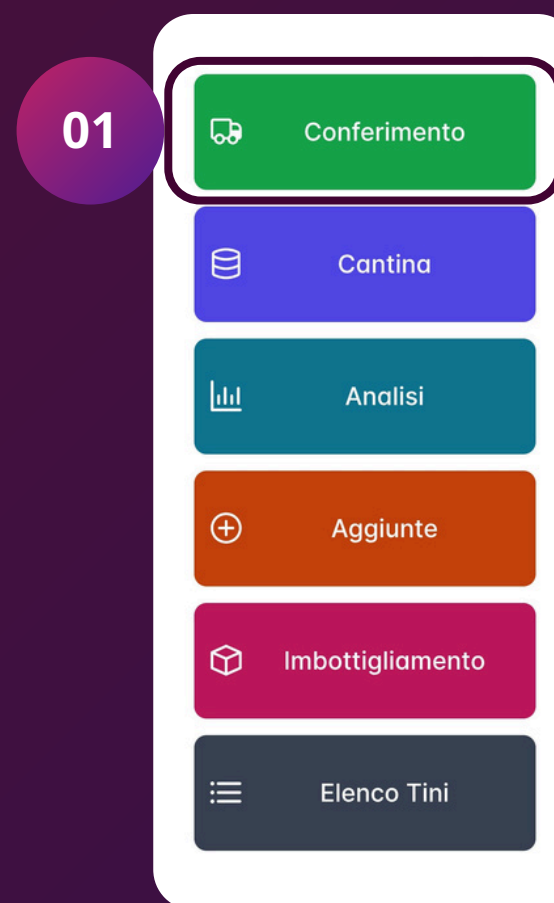 01
Conferimento
Cantina
Analisi
Aggiunte
Imbottigliamento
Elenco Tini